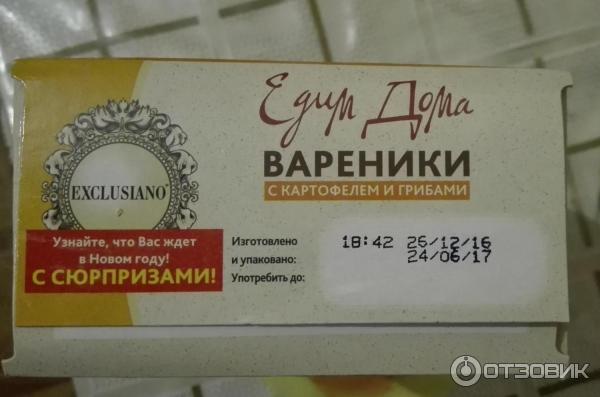 Едим Дома
ВАРЕНИКИ
С КАРТОФЕЛЕМ И ГРИБАМИ
EXCLUSIANO
Узнайте, что Вас ждет
в Новом году!
С СЮРПРИЗАМИ!
Изготовлено
и упаковано: 18:42 26/12/16
Употребить до: 24/06/17
ОТЗОВИК